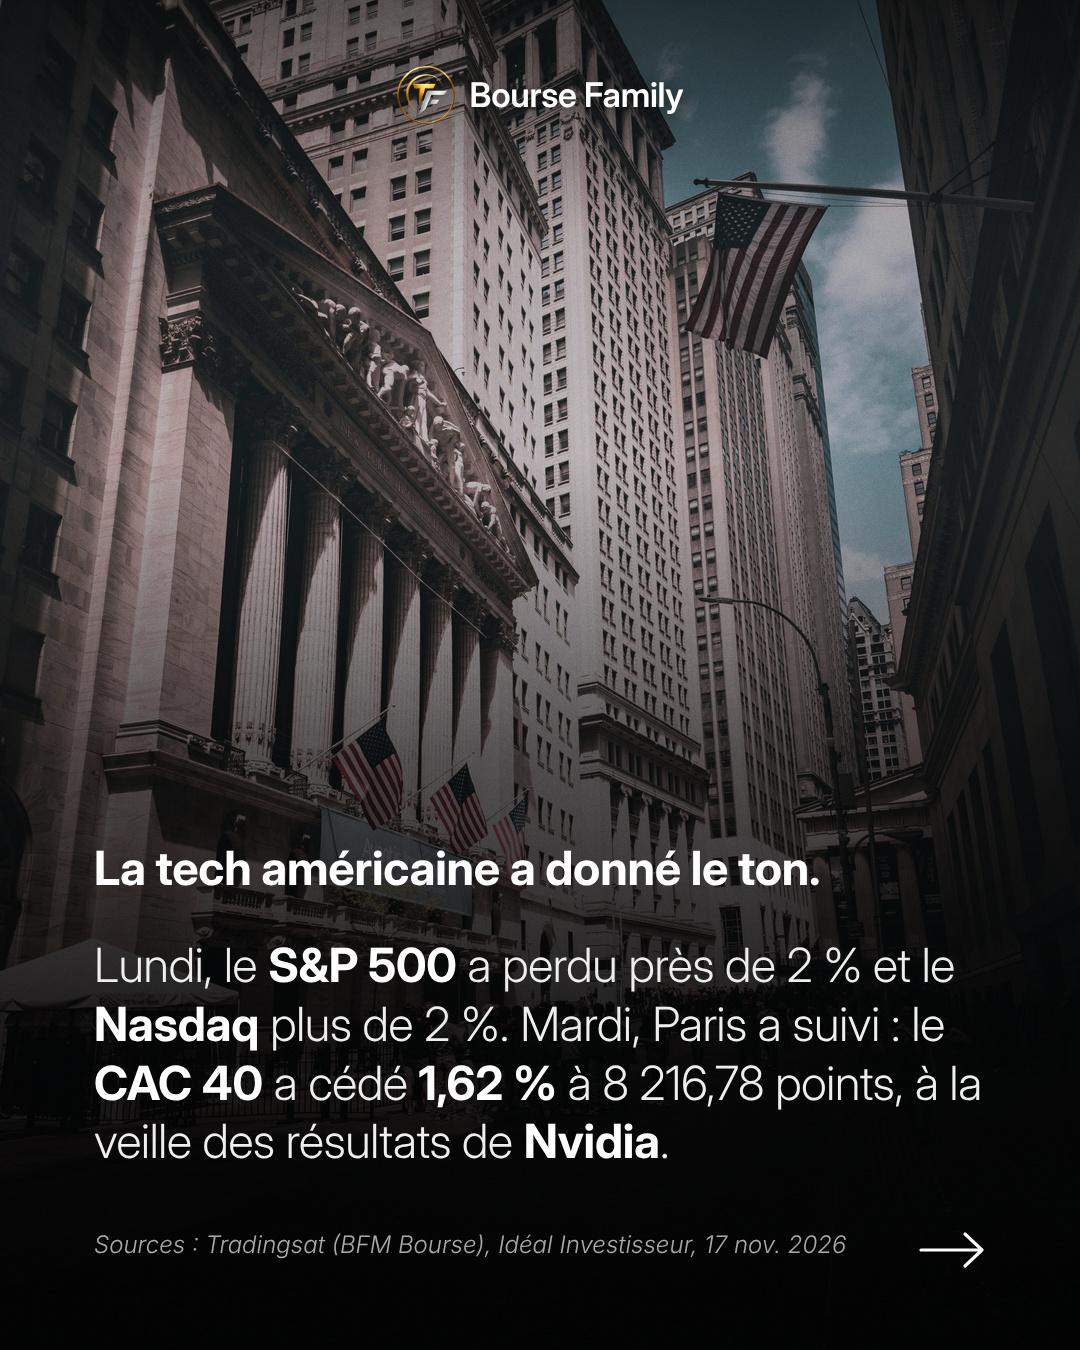 Bourse Family
La tech américaine a donné le ton.
Lundi, le S&P 500 a perdu près de 2 % et le
Nasdaq plus de 2 %. Mardi, Paris a suivi : le
CAC 40 a cédé 1,62 % à 8 216,78 points, à la
veille des résultats de Nvidia.
Sources : Tradingsat (BFM Bourse), Idéal Investisseur, 17 nov. 2026